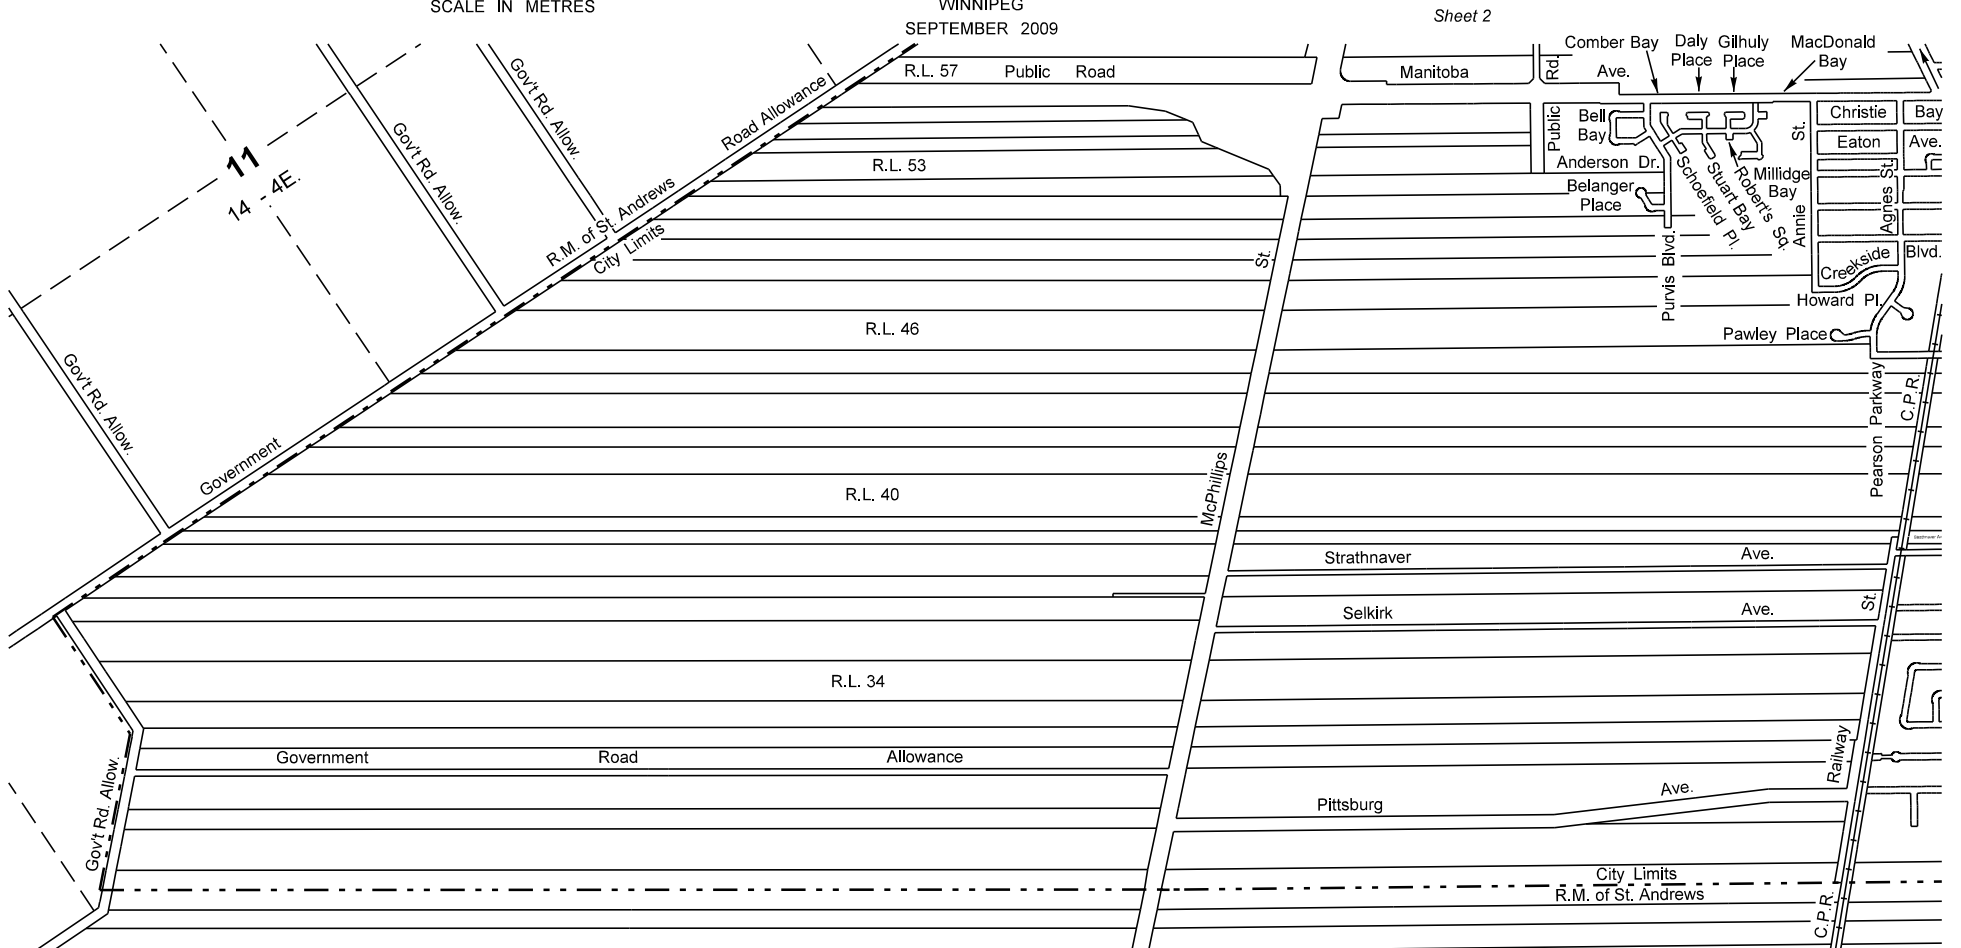 SCALE IN METRES
WINNIPEG
SEPTEMBER 2009
Sheet 2
Comber Bay
Daly
Place
Gilhuly
Place
MacDonald
Bay
R.L. 57 Public Road
Manitoba Ave.
Rd.
Public
Gov't Rd. Allow.
Gov't Rd. Allow.
Gov't Rd. Allow.
Road Allowance
11
14 - 4E.
R.M. of St. Andrews
City Limits
R.L. 53
Bell
Bay
Anderson Dr.
Belanger
Place
Schoefield Pl.
Stuart Bay
Robert's Sq.
Millidge
Bay
Annie St.
Christie Bay
Eaton Ave.
Agnes St.
Creekside Blvd.
Howard Pl.
Pawley Place
Purvis Blvd.
Pearson Parkway
C.P.R.
R.L. 46
McPhillips St.
Government
R.L. 40
Strathnaver Ave.
Selkirk Ave.
R.L. 34
Railway St.
Government Road Allowance
Gov't Rd. Allow.
Pittsburg Ave.
City Limits
R.M. of St. Andrews
C.P.R.